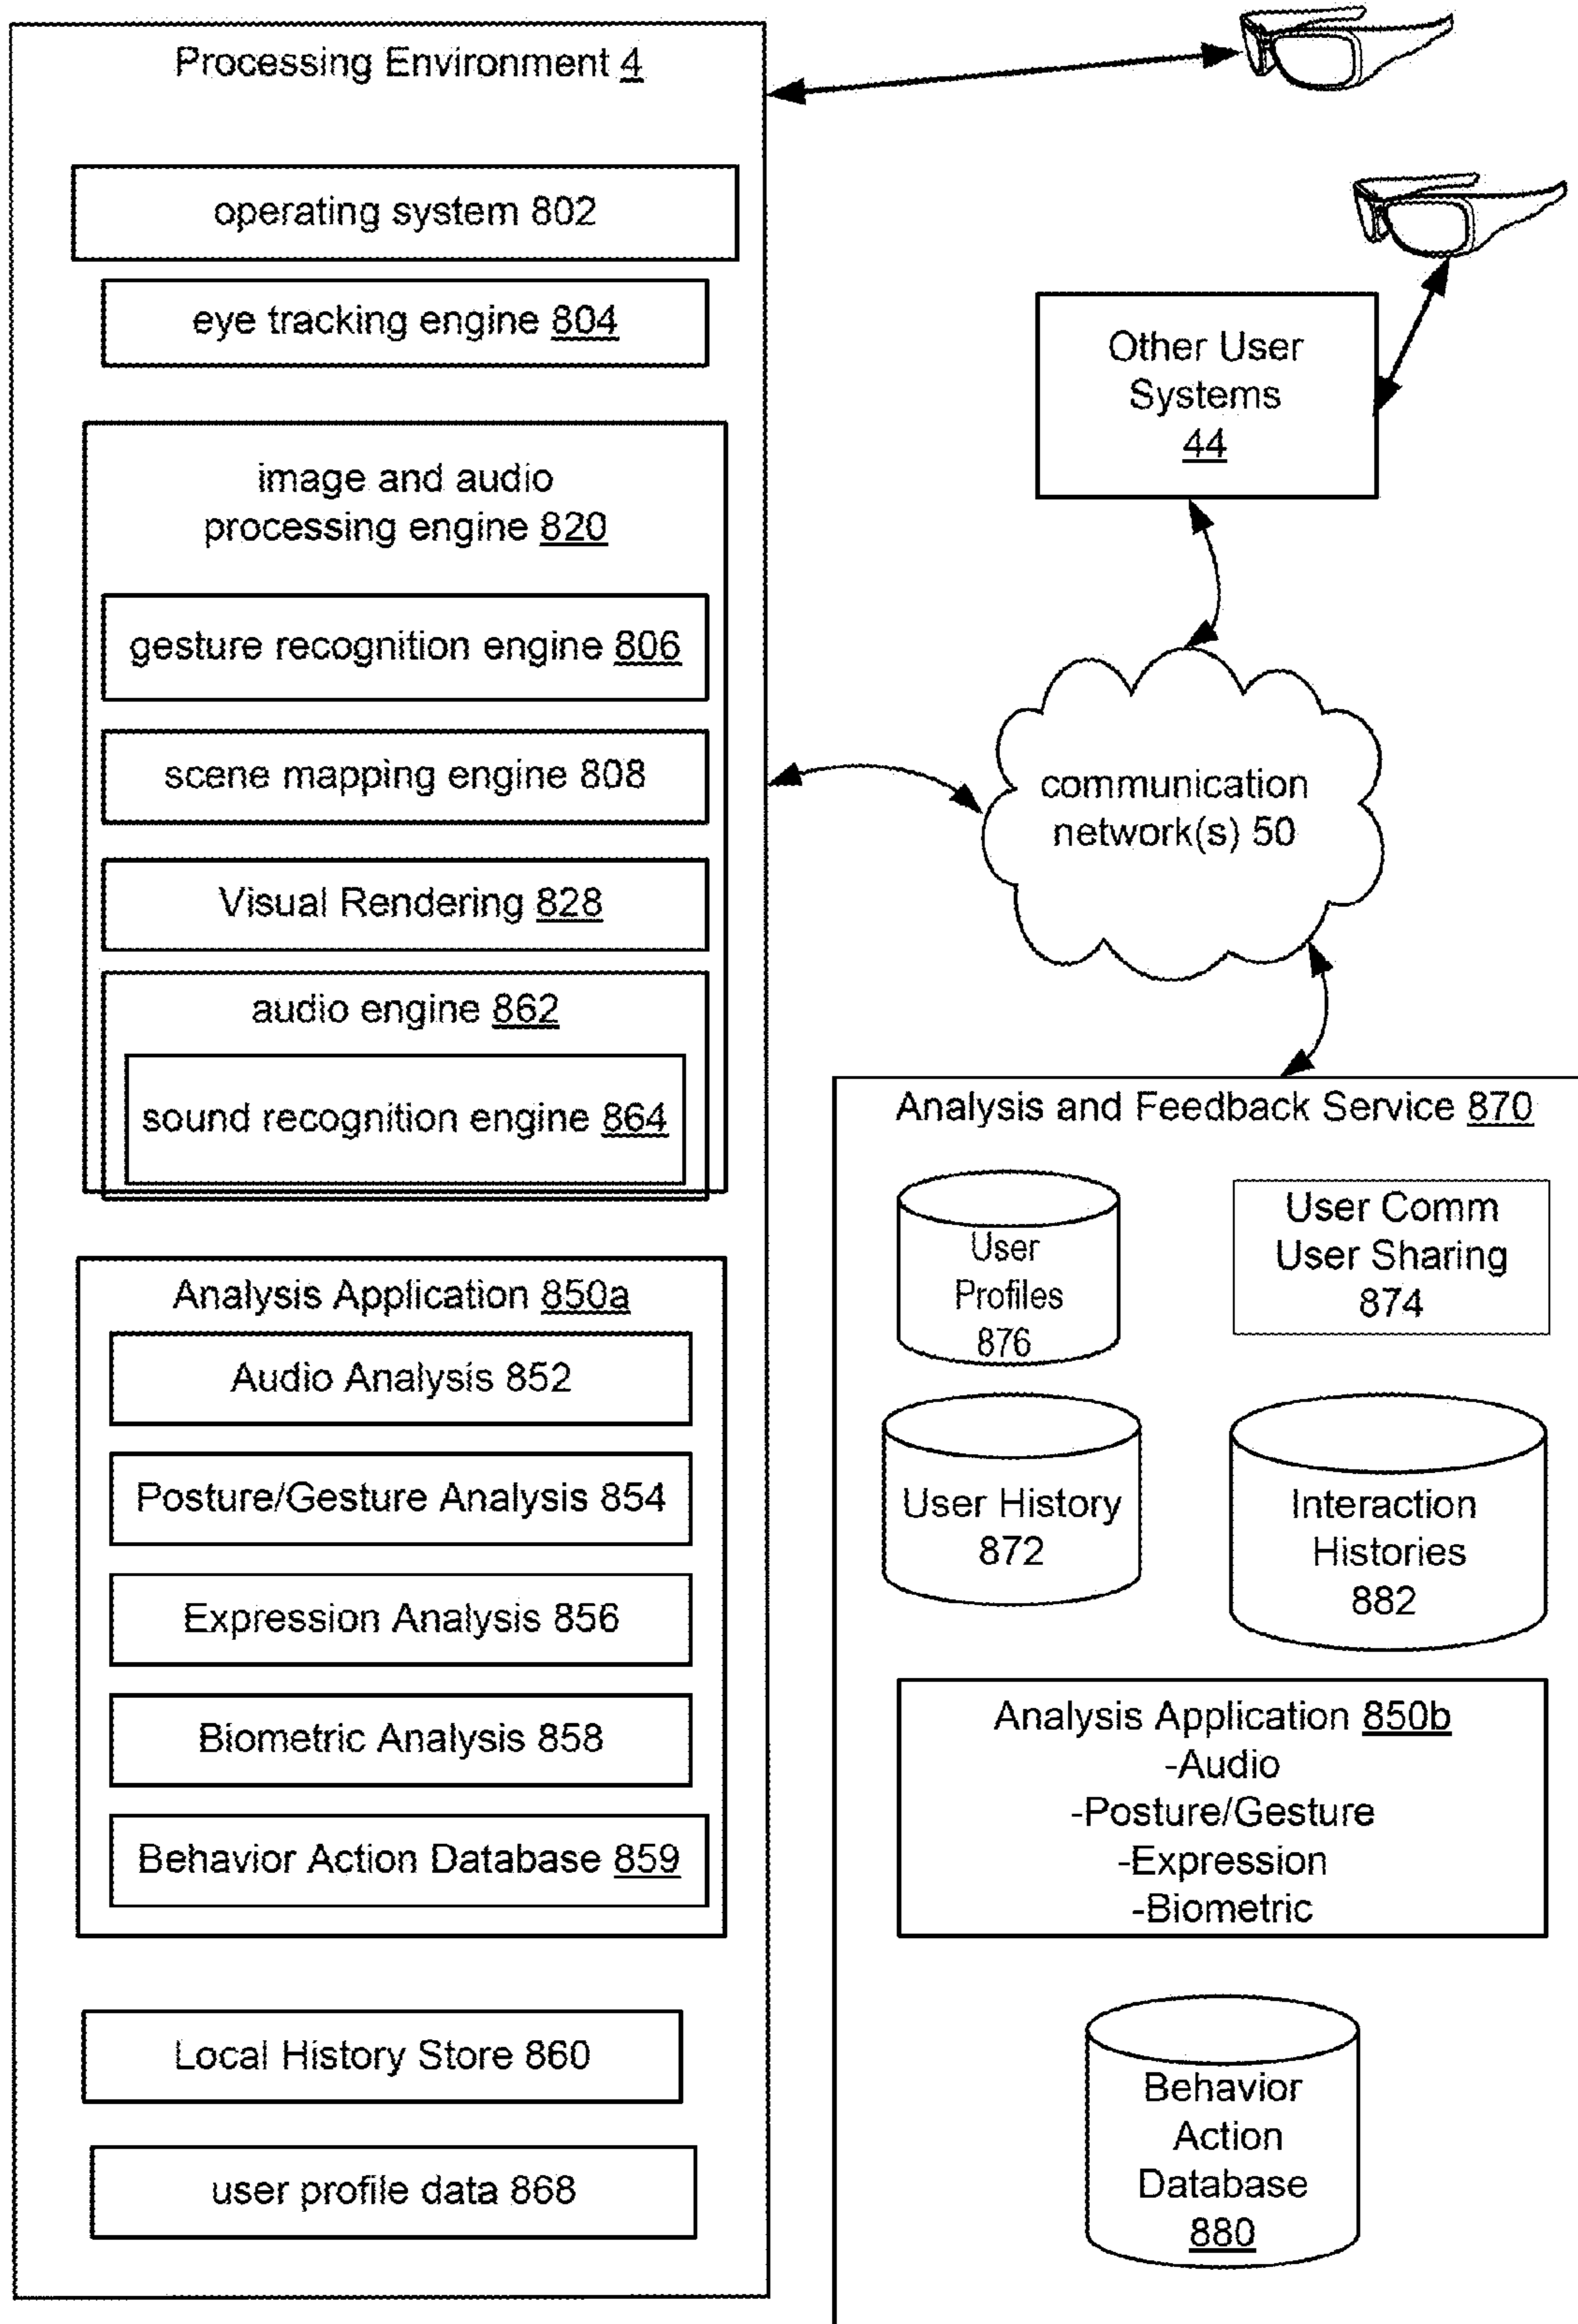 Processing Environment 4
operating system 802
eye tracking engine 804
image and audio
processing engine 820
gesture recognition engine 806
scene mapping engine 808
Visual Rendering 828
audio engine 862
sound recognition engine 864
Analysis Application 850a
Audio Analysis 852
Posture/Gesture Analysis 854
Expression Analysis 856
Biometric Analysis 858
Behavior Action Database 859
Local History Store 860
user profile data 868
Other User
Systems
44
communication
network(s) 50
Analysis and Feedback Service 870
User
Profiles
876
User Comm
User Sharing
874
User History
872
Interaction
Histories
882
Analysis Application 850b
-Audio
-Posture/Gesture
-Expression
-Biometric
Behavior
Action
Database
880